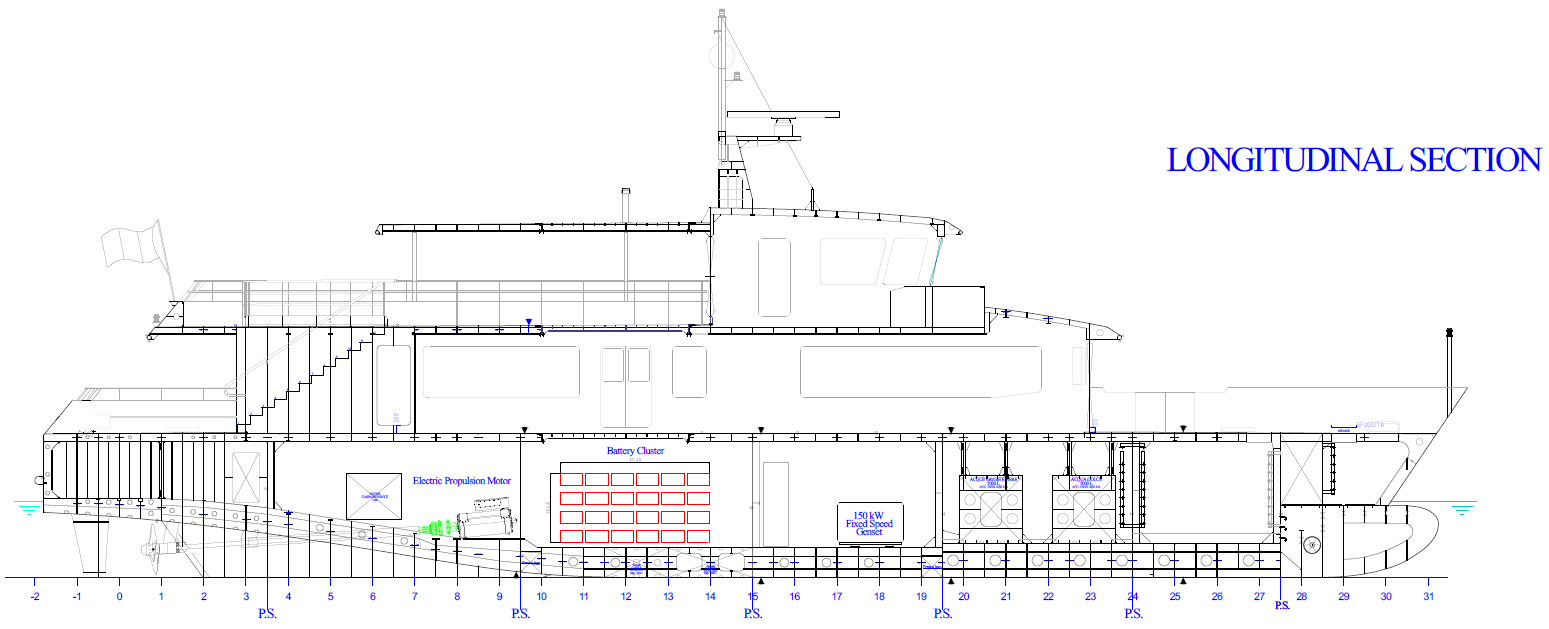 LONGITUDINAL SECTION
Battery Cluster
Electric Propulsion Motor
150 kW
Fixed Speed
Genset
-2 -1 0 1 2 3 4 5 6 7 8 9 10 11 12 13 14 15 16 17 18 19 20 21 22 23 24 25 26 27 28 29 30 31
P.S. P.S. P.S. P.S. P.S. P.S.